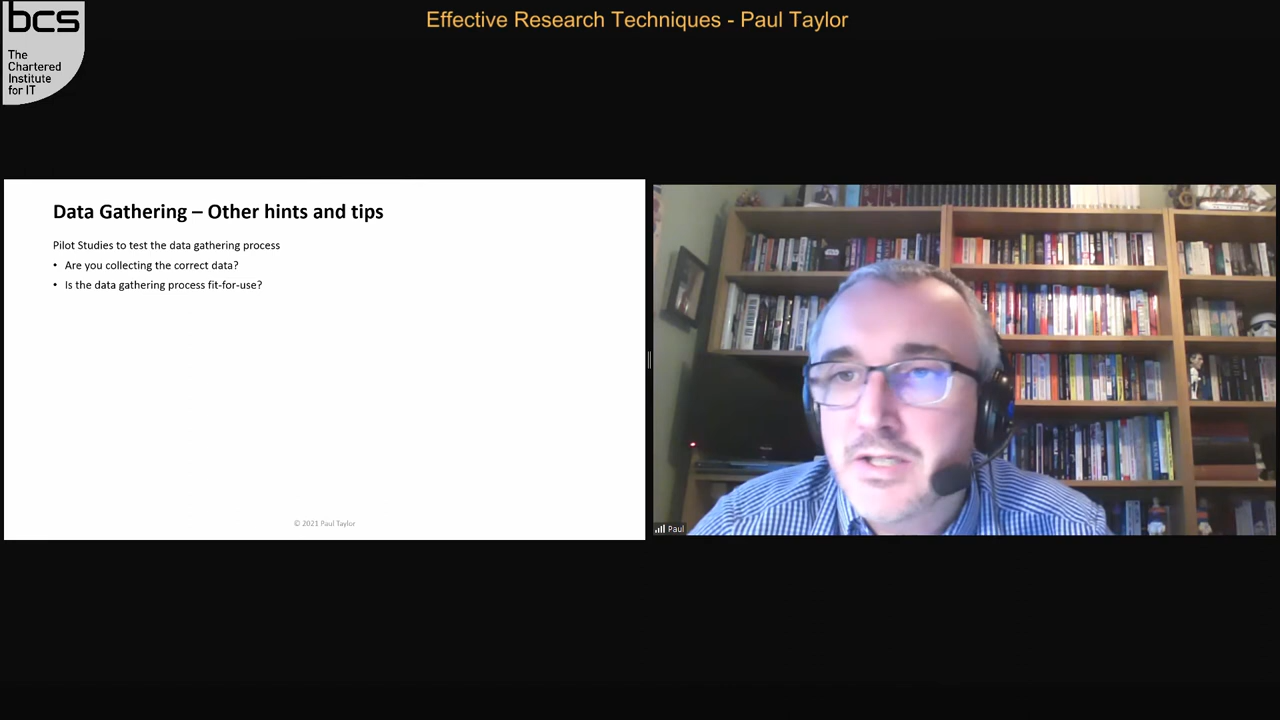 bcs
The
Chartered
Institute
for IT
Effective Research Techniques - Paul Taylor
Data Gathering – Other hints and tips
Pilot Studies to test the data gathering process
• Are you collecting the correct data?
• Is the data gathering process fit-for-use?
© 2021 Paul Taylor
Paul